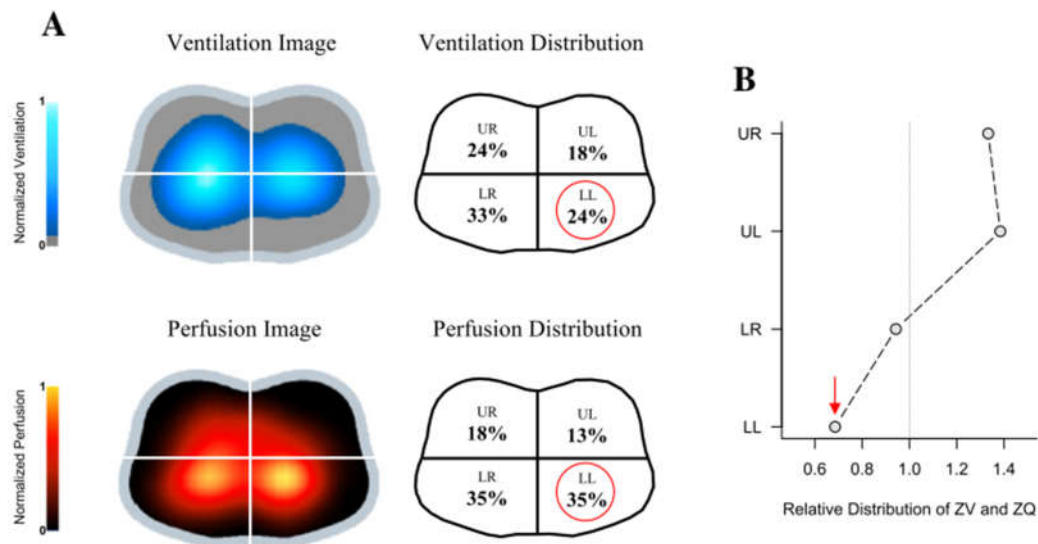 A
Ventilation Image
Ventilation Distribution
1
Normalized Ventilation
0
UR
24%
UL
18%
LR
33%
LL
24%
Perfusion Image
Perfusion Distribution
1
Normalized Perfusion
0
UR
18%
UL
13%
LR
35%
LL
35%
B
UR
UL
LR
LL
0.6 0.8 1.0 1.2 1.4
Relative Distribution of ZV and ZQ